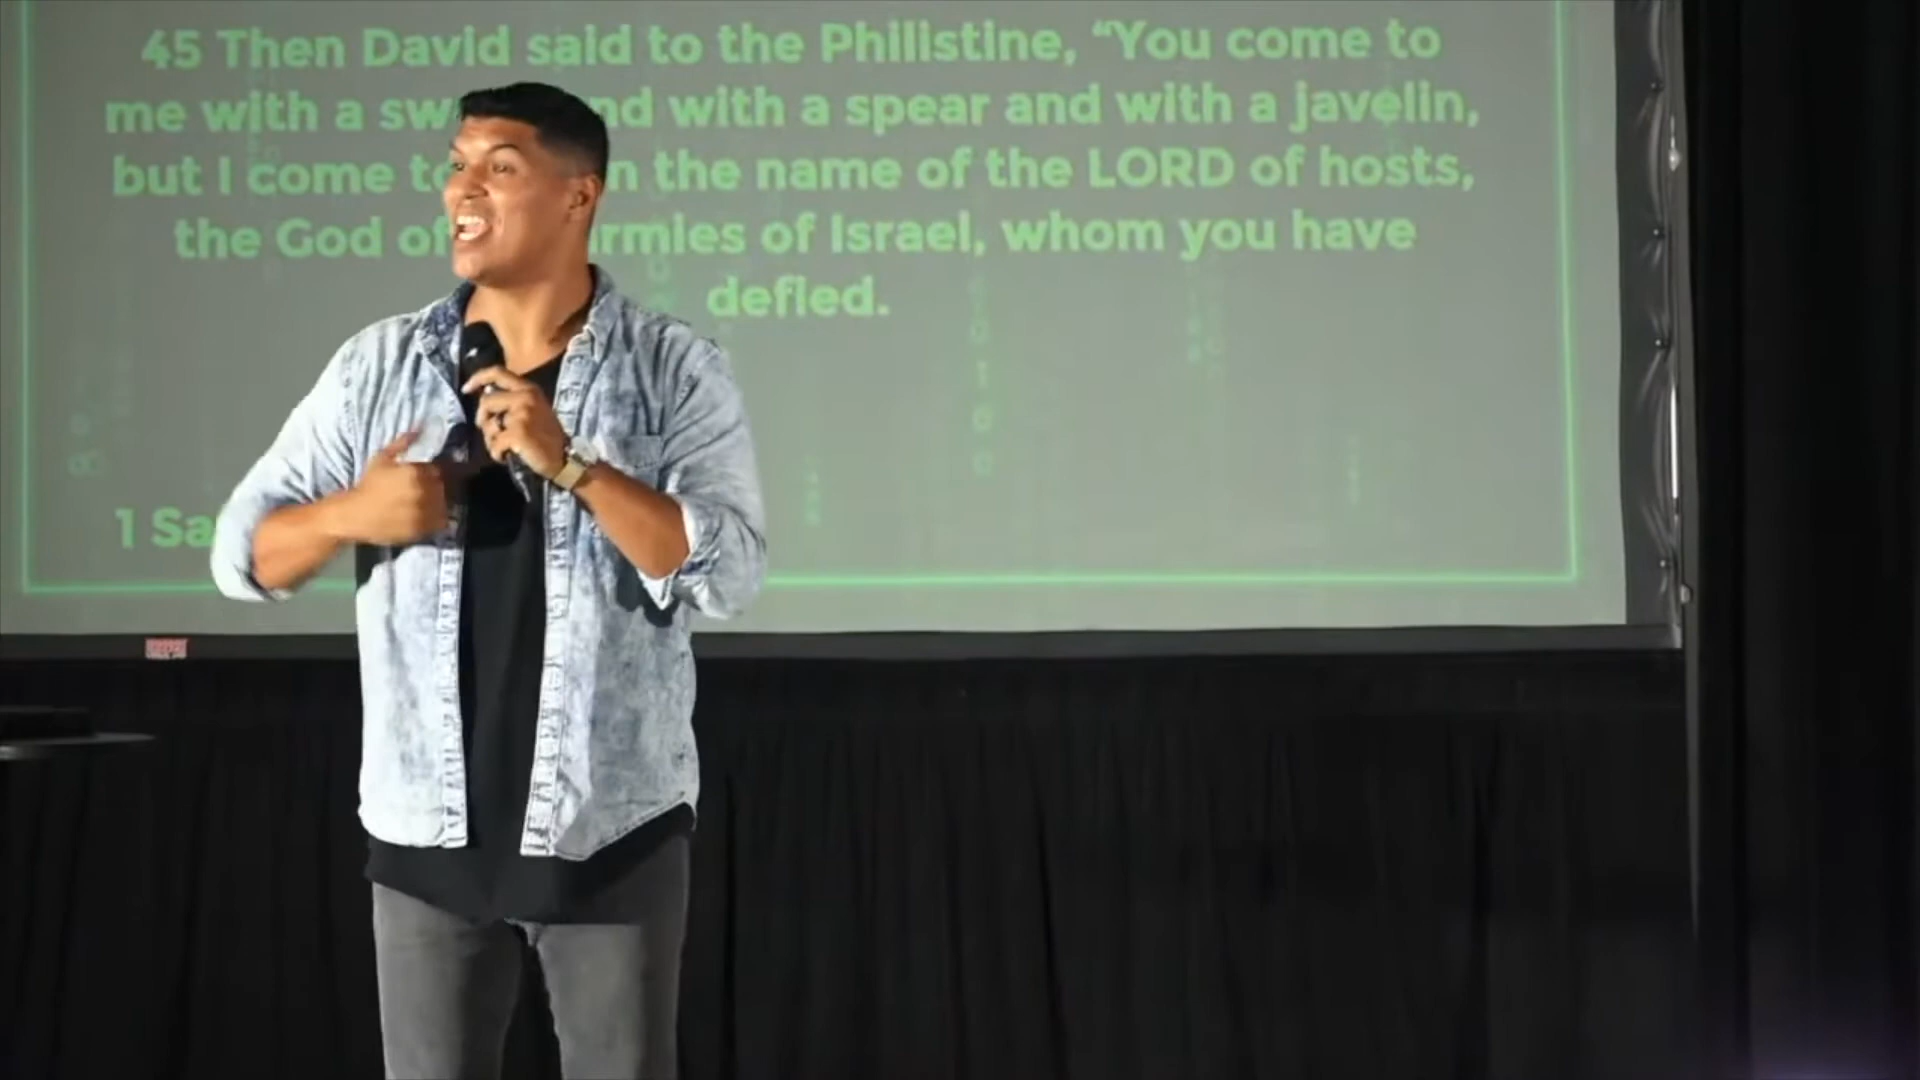 45 Then David said to the Philistine, “You come to
me with a sw nd with a spear and with a javelin,
but I come to n the name of the LORD of hosts,
the God of rmies of Israel, whom you have
defied.
1 Sa